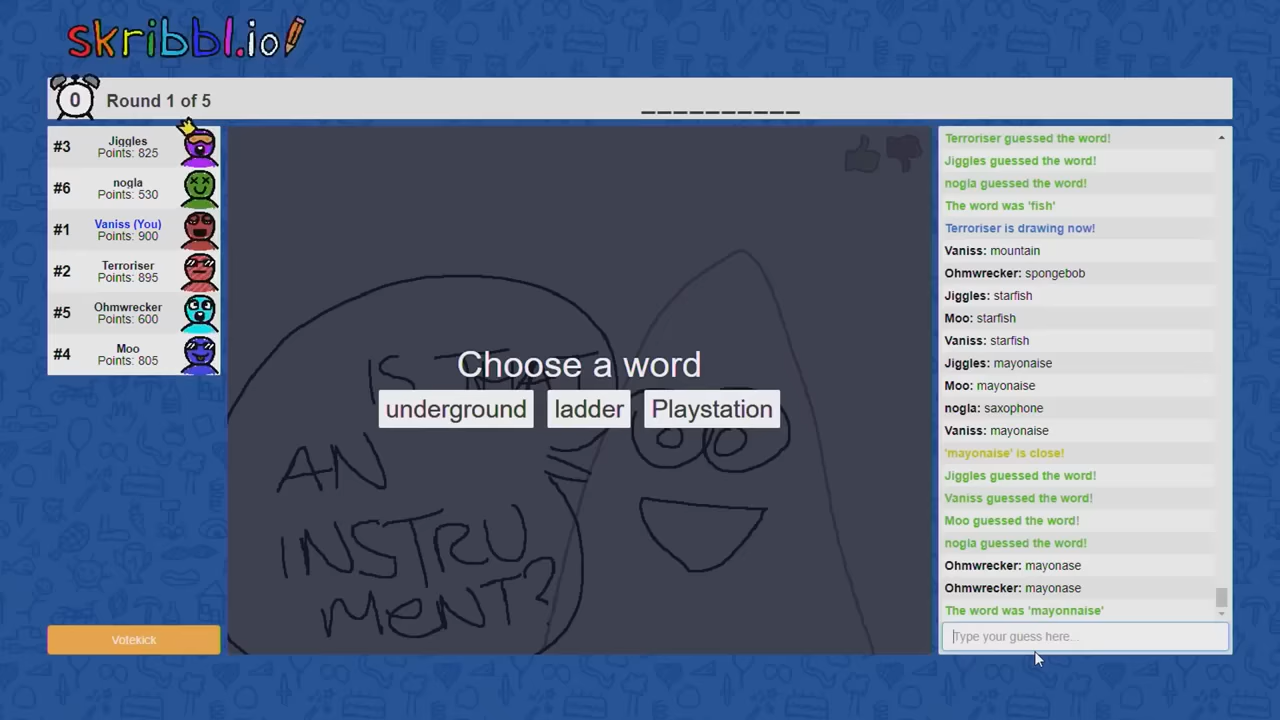 skribbl.io
0
Round 1 of 5
__________
#3
Jiggles
Points: 825
#6
nogla
Points: 530
#1
Vaniss (You)
Points: 900
#2
Terroriser
Points: 895
#5
Ohmwrecker
Points: 600
#4
Moo
Points: 805
Votekick
Choose a word
underground ladder Playstation
IS THAT
AN
INSTRU
MENT?
Terroriser guessed the word!
Jiggles guessed the word!
nogla guessed the word!
The word was 'fish'
Terroriser is drawing now!
Vaniss: mountain
Ohmwrecker: spongebob
Jiggles: starfish
Moo: starfish
Vaniss: starfish
Jiggles: mayonaise
Moo: mayonaise
nogla: saxophone
Vaniss: mayonaise
'mayonaise' is close!
Jiggles guessed the word!
Vaniss guessed the word!
Moo guessed the word!
nogla guessed the word!
Ohmwrecker: mayonase
Ohmwrecker: mayonase
The word was 'mayonnaise'
Type your guess here...